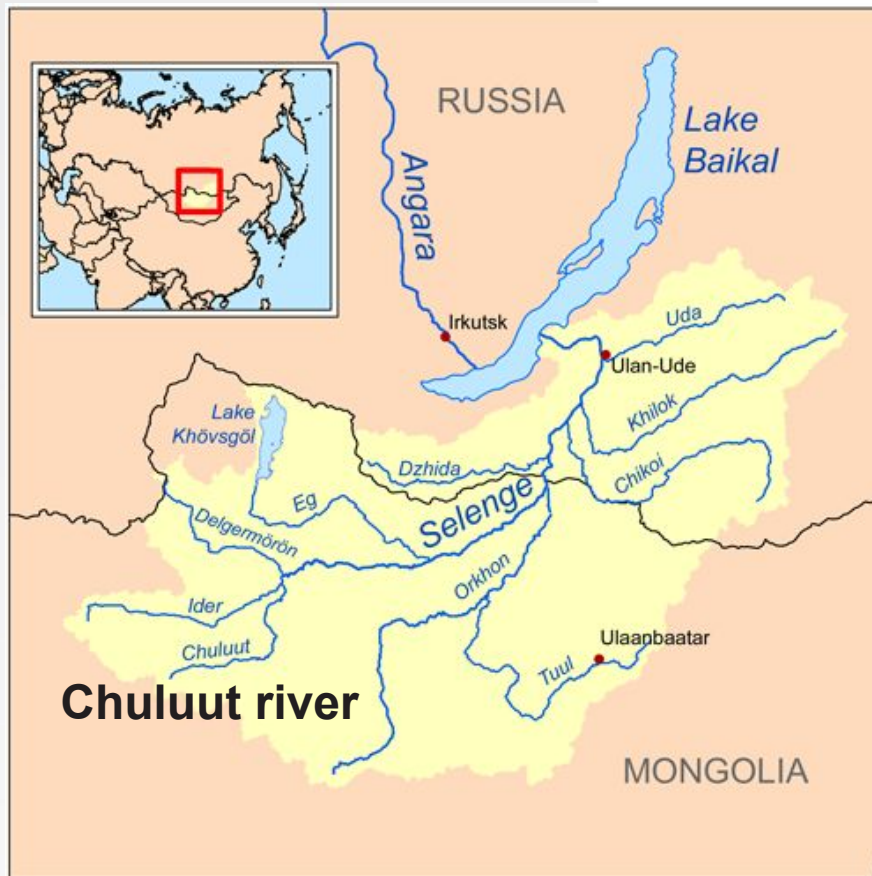 RUSSIA
Lake
Baikal
Angara
Irkutsk
Uda
Ulan-Ude
Lake
Khövsgöl
Khilok
Dzhida
Chikoi
Eg
Selenge
Delgermörön
Orkhon
Ider
Chuluut
Ulaanbaatar
Tuul
Chuluut river
MONGOLIA